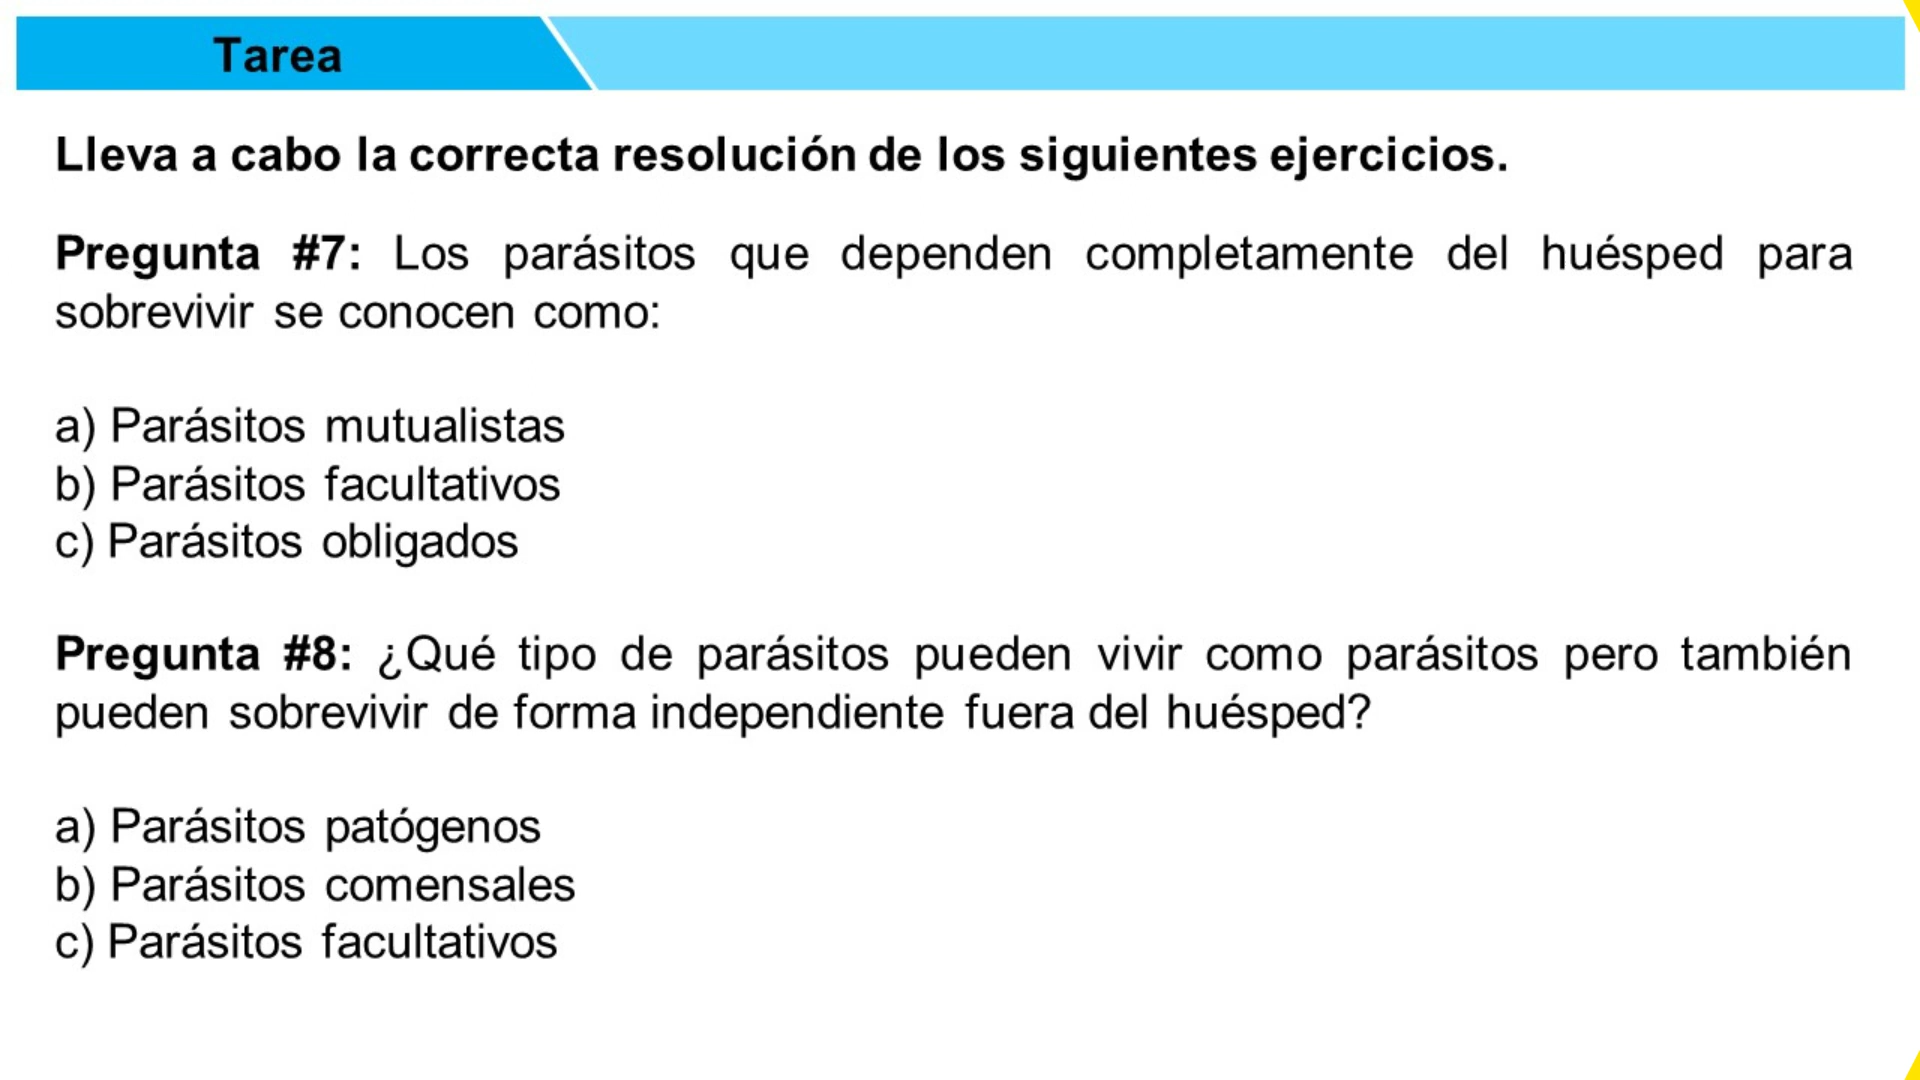 Tarea
Lleva a cabo la correcta resolución de los siguientes ejercicios.
Pregunta #7: Los parásitos que dependen completamente del huésped para
sobrevivir se conocen como:
a) Parásitos mutualistas
b) Parásitos facultativos
c) Parásitos obligados
Pregunta #8: ¿Qué tipo de parásitos pueden vivir como parásitos pero también
pueden sobrevivir de forma independiente fuera del huésped?
a) Parásitos patógenos
b) Parásitos comensales
c) Parásitos facultativos